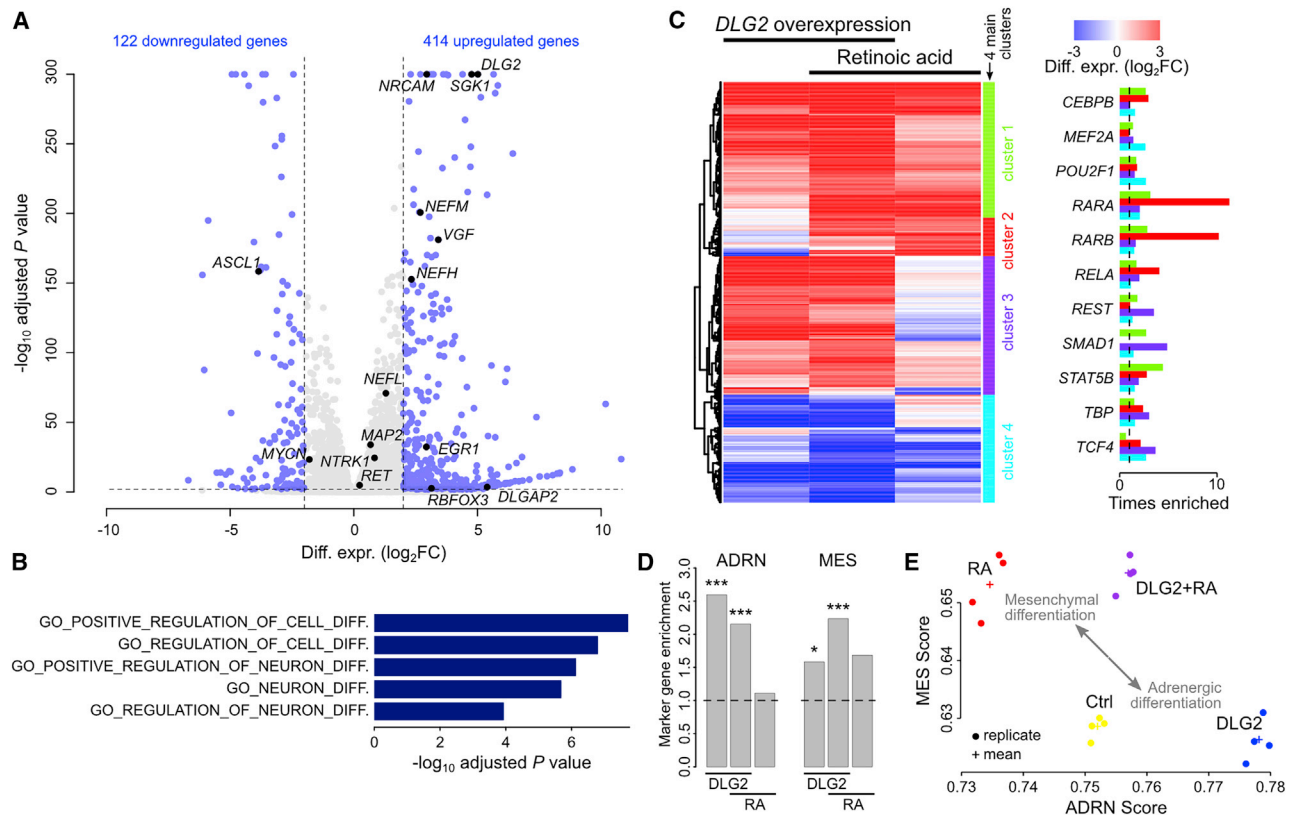 A
122 downregulated genes
414 upregulated genes
300
250
200
150
100
50
0
-log10 adjusted P value
DLG2
NRCAM
SGK1
NEFM
VGF
NEFH
ASCL1
NEFL
MAP2
EGR1
MYCN
NTRK1
RET
RBFOX3
DLGAP2
-10
-5
0
5
10
Diff. expr. (log2FC)
B
GO_POSITIVE_REGULATION_OF_CELL_DIFF.
GO_REGULATION_OF_CELL_DIFF.
GO_POSITIVE_REGULATION_OF_NEURON_DIFF.
GO_NEURON_DIFF.
GO_REGULATION_OF_NEURON_DIFF.
0
2
4
6
-log10 adjusted P value
C
DLG2 overexpression
Retinoic acid
4 main
clusters
cluster 1
cluster 2
cluster 3
cluster 4
-3
0
3
Diff. expr. (log2FC)
CEBPB
MEF2A
POU2F1
RARA
RARB
RELA
REST
SMAD1
STAT5B
TBP
TCF4
0
10
Times enriched
D
ADRN
MES
Marker gene enrichment
3.0
2.5
2.0
1.5
1.0
0.5
0.0
***
***
*
***
DLG2
RA
DLG2
RA
E
RA
DLG2+RA
Mesenchymal
differentiation
Adrenergic
differentiation
Ctrl
DLG2
replicate
+ mean
MES Score
0.65
0.64
0.63
0.73
0.74
0.75
0.76
0.77
0.78
ADRN Score